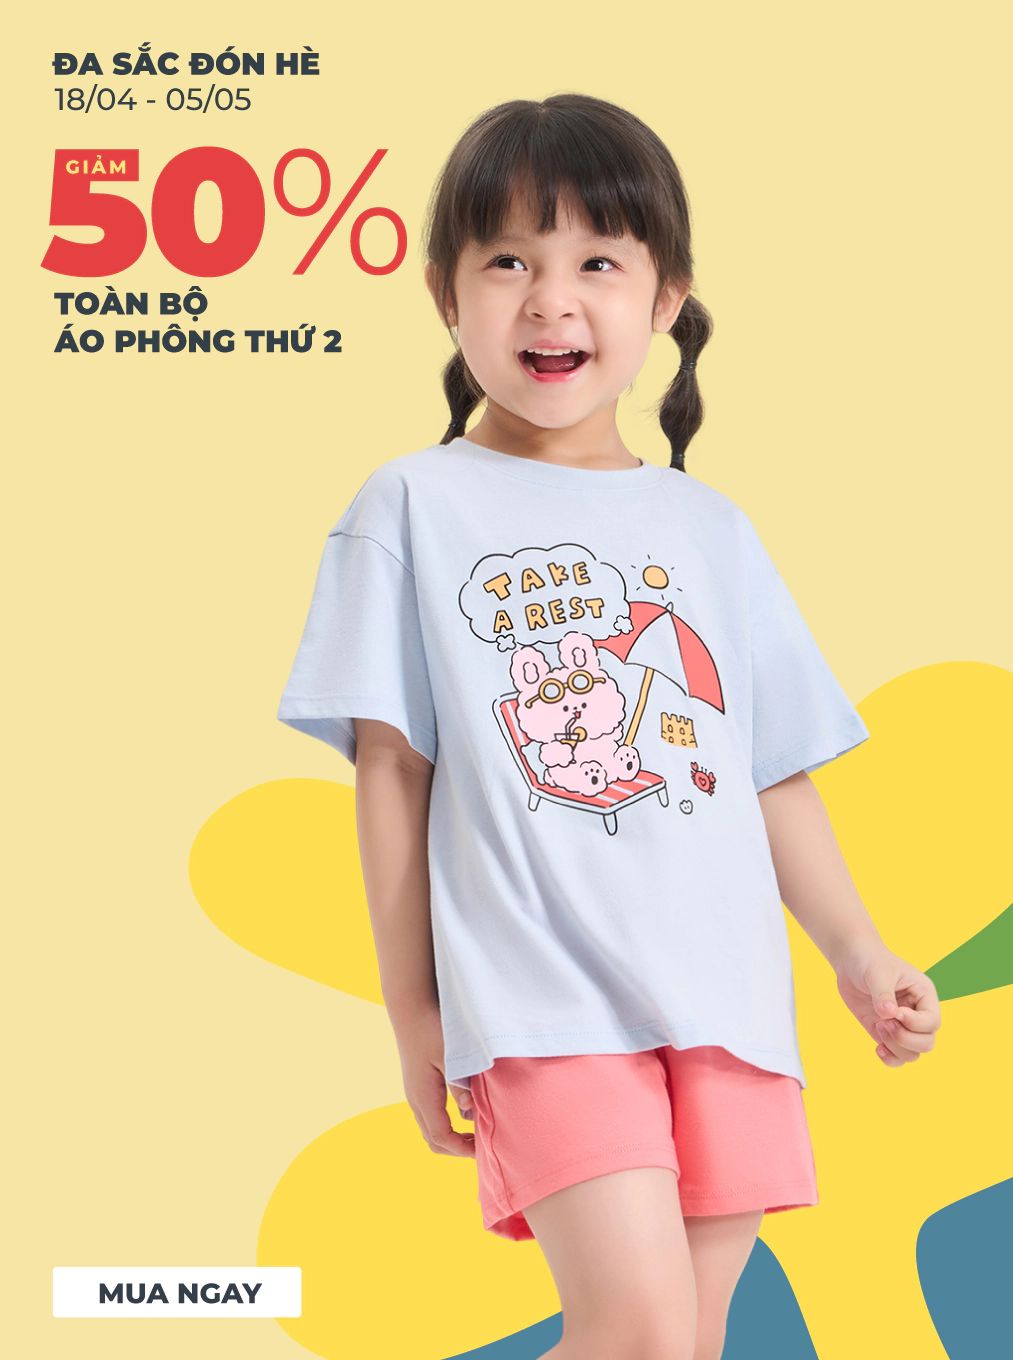 ĐA SẮC ĐÓN HÈ
18/04 - 05/05
GIẢM
50%
TOÀN BỘ
ÁO PHÔNG THỨ 2
TAKE
A REST
MUA NGAY